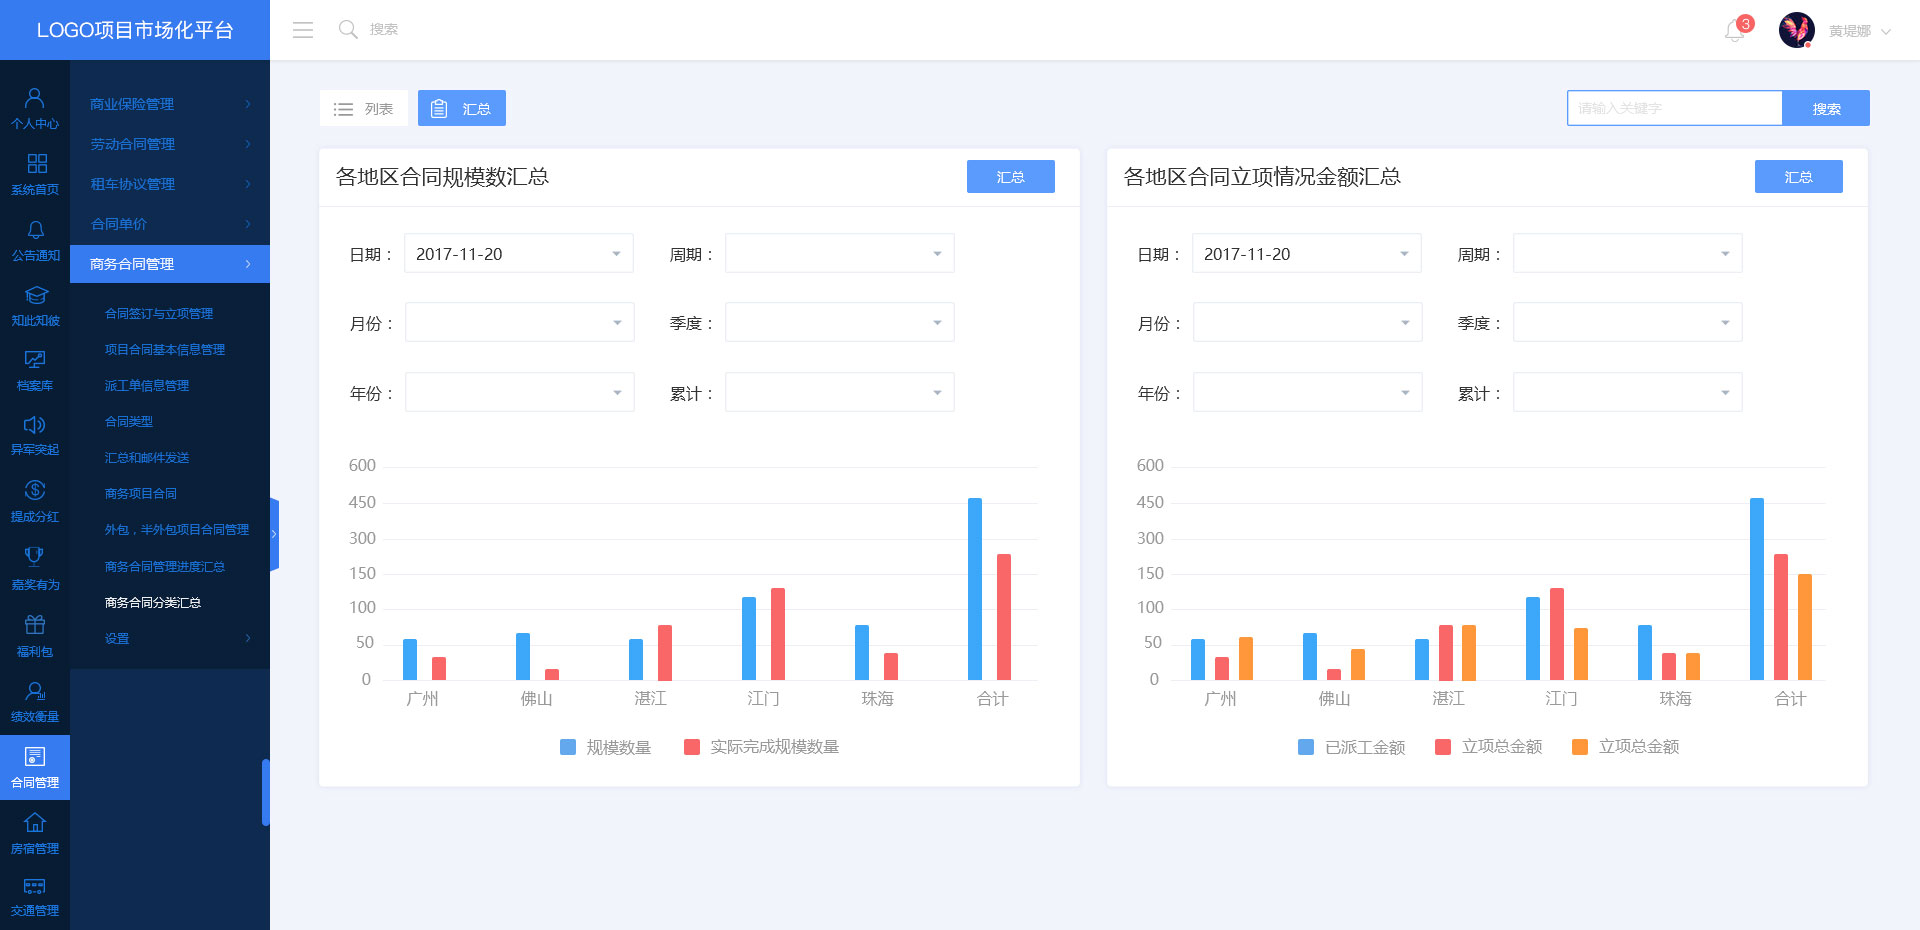 LOGO项目市场化平台
搜索
3
黄堤娜
个人中心
系统首页
公告通知
知此知彼
档案库
异军突起
提成分红
嘉奖有为
福利包
绩效衡量
合同管理
房宿管理
交通管理
商业保险管理
劳动合同管理
租车协议管理
合同单价
商务合同管理
合同签订与立项管理
项目合同基本信息管理
派工单信息管理
合同类型
汇总和邮件发送
商务项目合同
外包，半外包项目合同管理
商务合同管理进度汇总
商务合同分类汇总
设置
列表
汇总
请输入关键字
搜索
各地区合同规模数汇总
汇总
日期： 2017-11-20
周期：
月份：
季度：
年份：
累计：
600
450
300
150
100
50
0
广州 佛山 湛江 江门 珠海 合计
规模数量 实际完成规模数量
各地区合同立项情况金额汇总
汇总
日期： 2017-11-20
周期：
月份：
季度：
年份：
累计：
600
450
300
150
100
50
0
广州 佛山 湛江 江门 珠海 合计
已派工金额 立项总金额 立项总金额